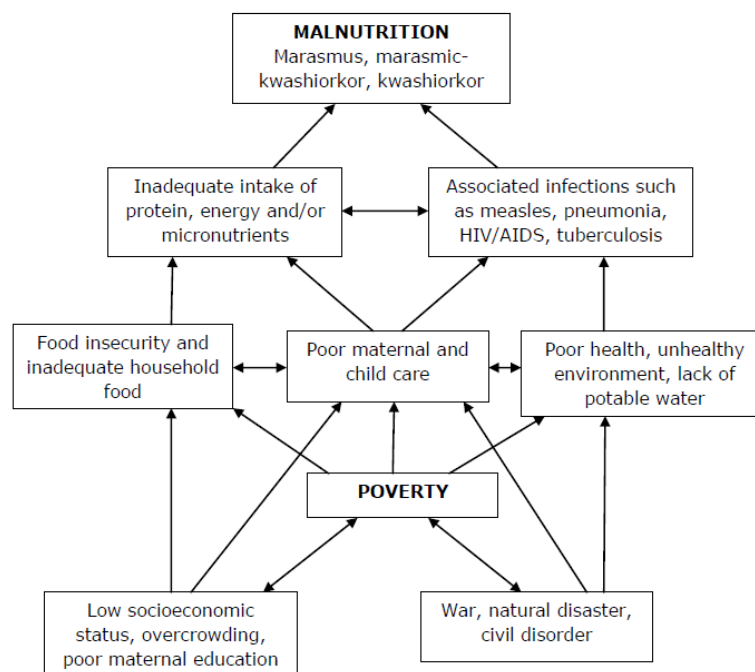 MALNUTRITION
Marasmus, marasmic-
kwashiorkor, kwashiorkor
Inadequate intake of
protein, energy and/or
micronutrients
Associated infections such
as measles, pneumonia,
HIV/AIDS, tuberculosis
Food insecurity and
inadequate household
food
Poor maternal and
child care
Poor health, unhealthy
environment, lack of
potable water
POVERTY
Low socioeconomic
status, overcrowding,
poor maternal education
War, natural disaster,
civil disorder